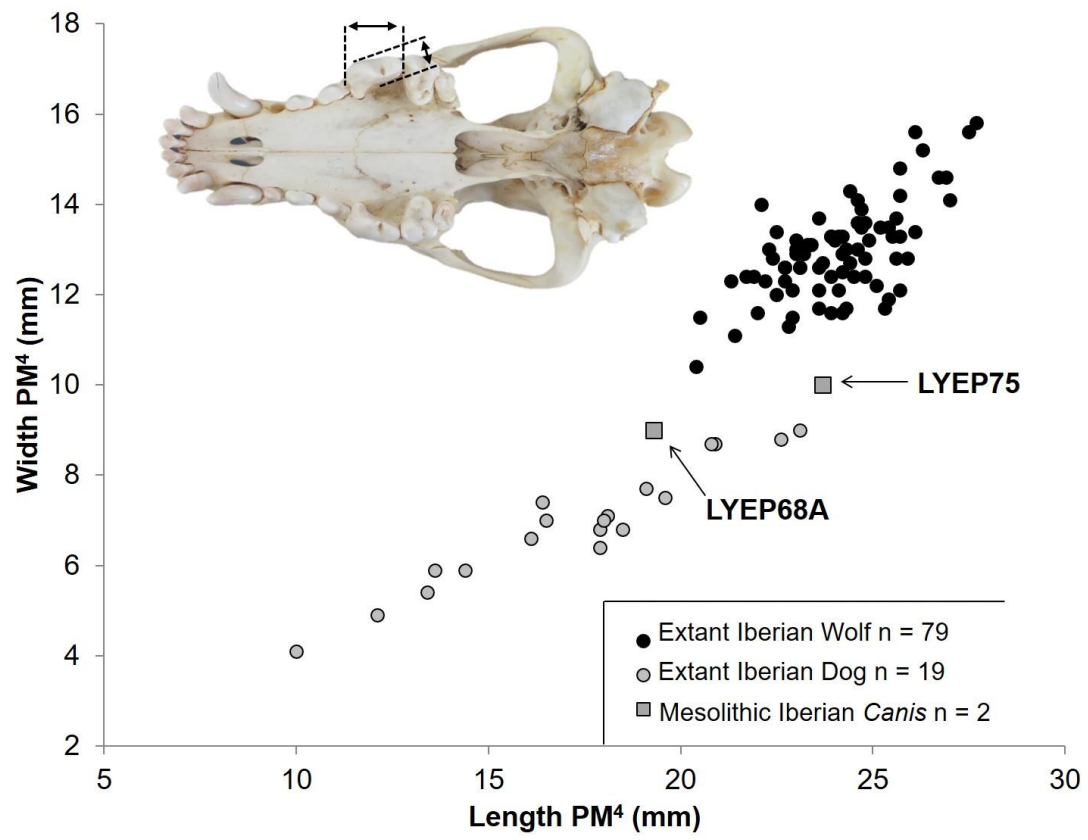 18
16
14
12
10
8
6
4
2
Width PM⁴ (mm)
LYEP75
LYEP68A
Extant Iberian Wolf n = 79
Extant Iberian Dog n = 19
Mesolithic Iberian Canis n = 2
5 10 15 20 25 30
Length PM⁴ (mm)